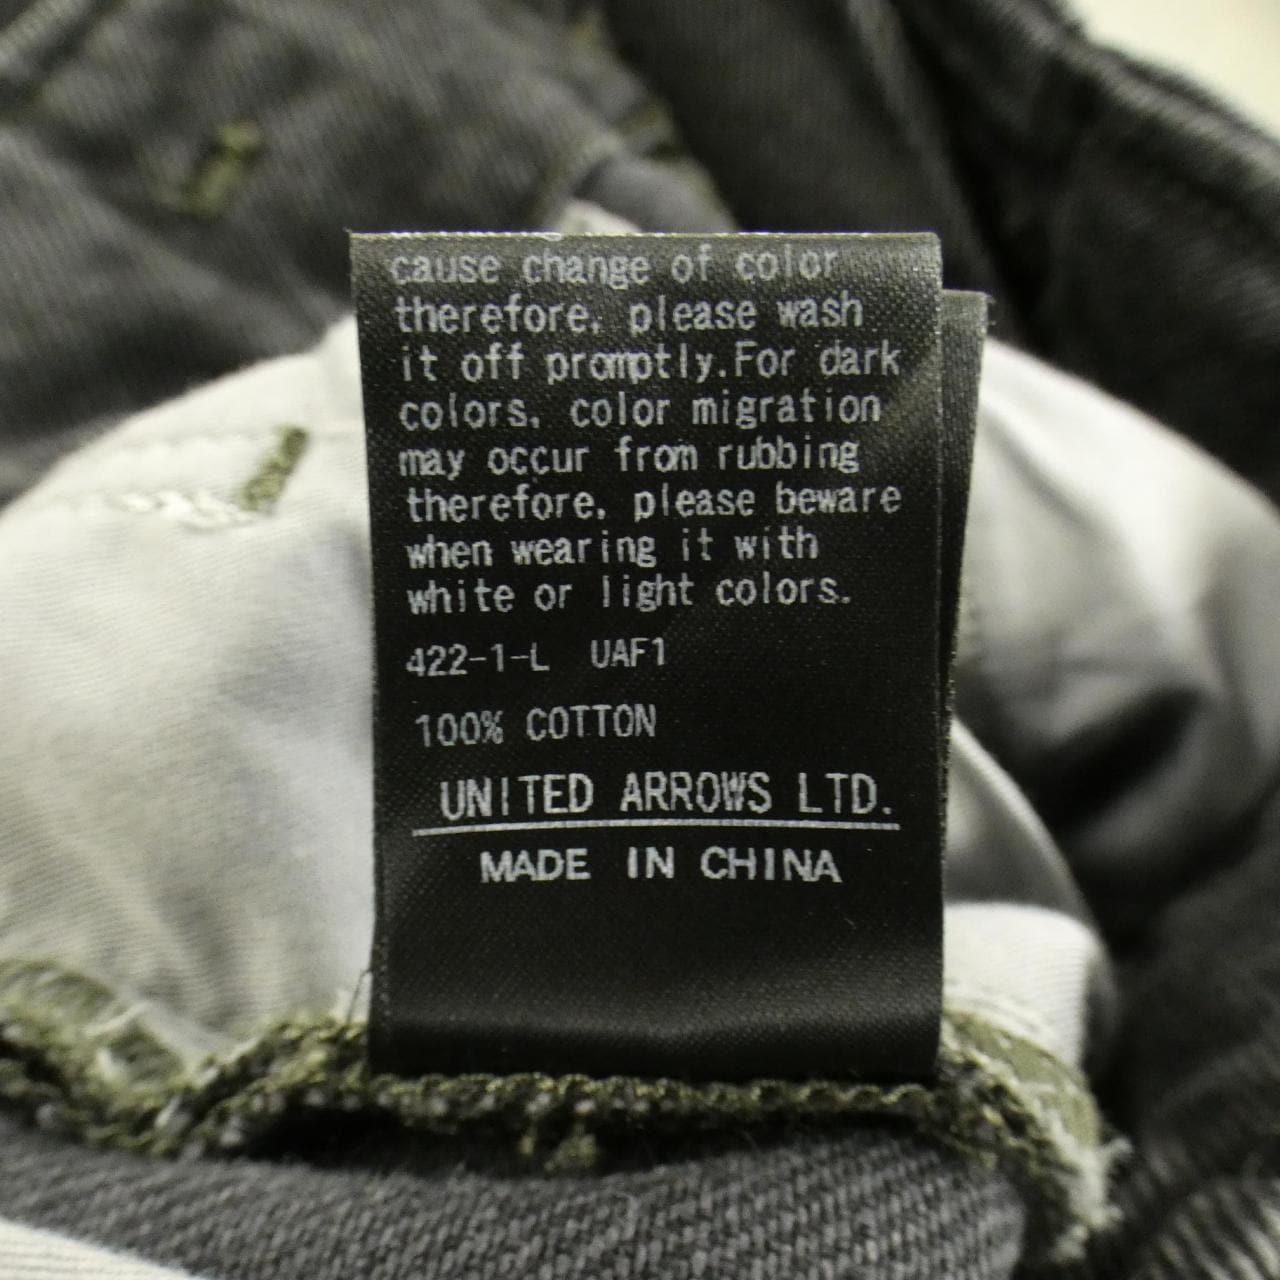 cause change of color
therefore, please wash
it off promptly.For dark
colors, color migration
may occur from rubbing
therefore, please beware
when wearing it with
white or light colors.
422-1-L UAF1
100% COTTON
UNITED ARROWS LTD.
MADE IN CHINA